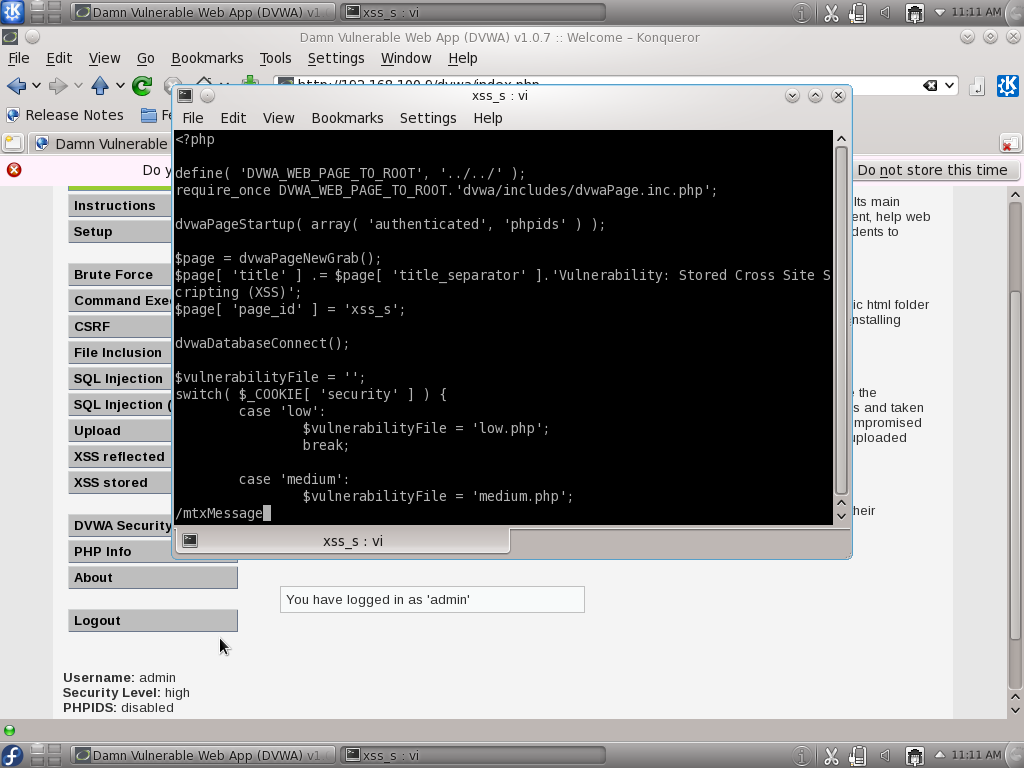 Damn Vulnerable Web App (DVWA) v1.0
xss_s : vi
11:11 AM
Damn Vulnerable Web App (DVWA) v1.0.7 :: Welcome – Konqueror
File Edit View Go Bookmarks Tools Settings Window Help
http://192.168.100.9/dvwa/index.php
Release Notes
Damn Vulnerable
Do not store this time
xss_s : vi
File Edit View Bookmarks Settings Help
<?php
define( 'DVWA_WEB_PAGE_TO_ROOT', '../../' );
require_once DVWA_WEB_PAGE_TO_ROOT.'dvwa/includes/dvwaPage.inc.php';
dvwaPageStartup( array( 'authenticated', 'phpids' ) );
$page = dvwaPageNewGrab();
$page[ 'title' ] .= $page[ 'title_separator' ].'Vulnerability: Stored Cross Site S
cripting (XSS)';
$page[ 'page_id' ] = 'xss_s';
dvwaDatabaseConnect();
$vulnerabilityFile = '';
switch( $_COOKIE[ 'security' ] ) {
case 'low':
$vulnerabilityFile = 'low.php';
break;
case 'medium':
$vulnerabilityFile = 'medium.php';
/mtxMessage
xss_s : vi
Instructions
Setup
Brute Force
Command Exe
CSRF
File Inclusion
SQL Injection
SQL Injection (
Upload
XSS reflected
XSS stored
DVWA Security
PHP Info
About
Logout
lts main
ent, help web
dents to
ic html folder
nstalling
the
s and taken
mpromised
uploaded
heir
You have logged in as 'admin'
Username: admin
Security Level: high
PHPIDS: disabled
Damn Vulnerable Web App (DVWA) v1.0
xss_s : vi
11:11 AM